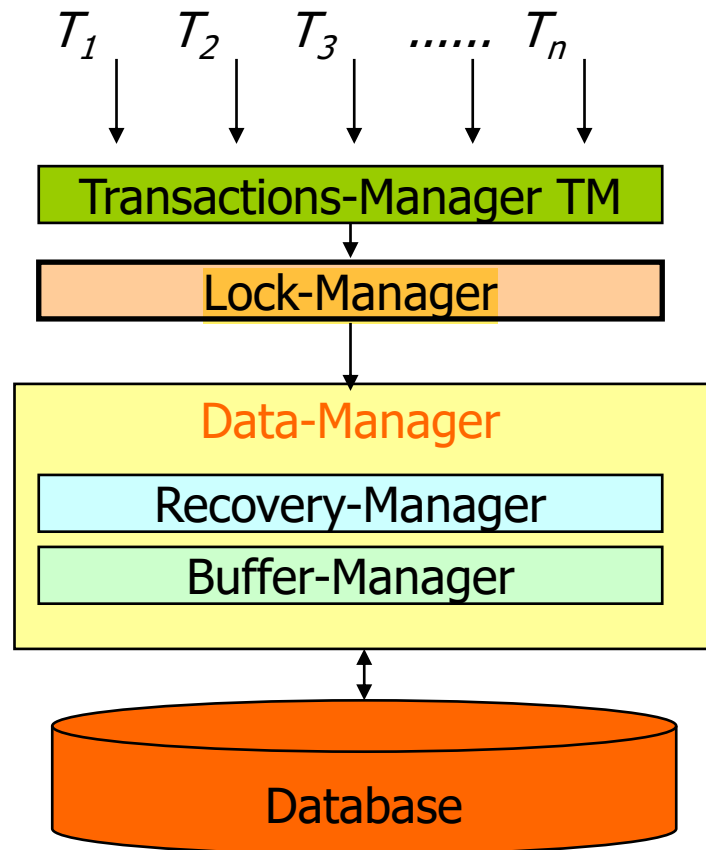 T1 T2 T3 ...... Tn
Transactions-Manager TM
Lock-Manager
Data-Manager
Recovery-Manager
Buffer-Manager
Database